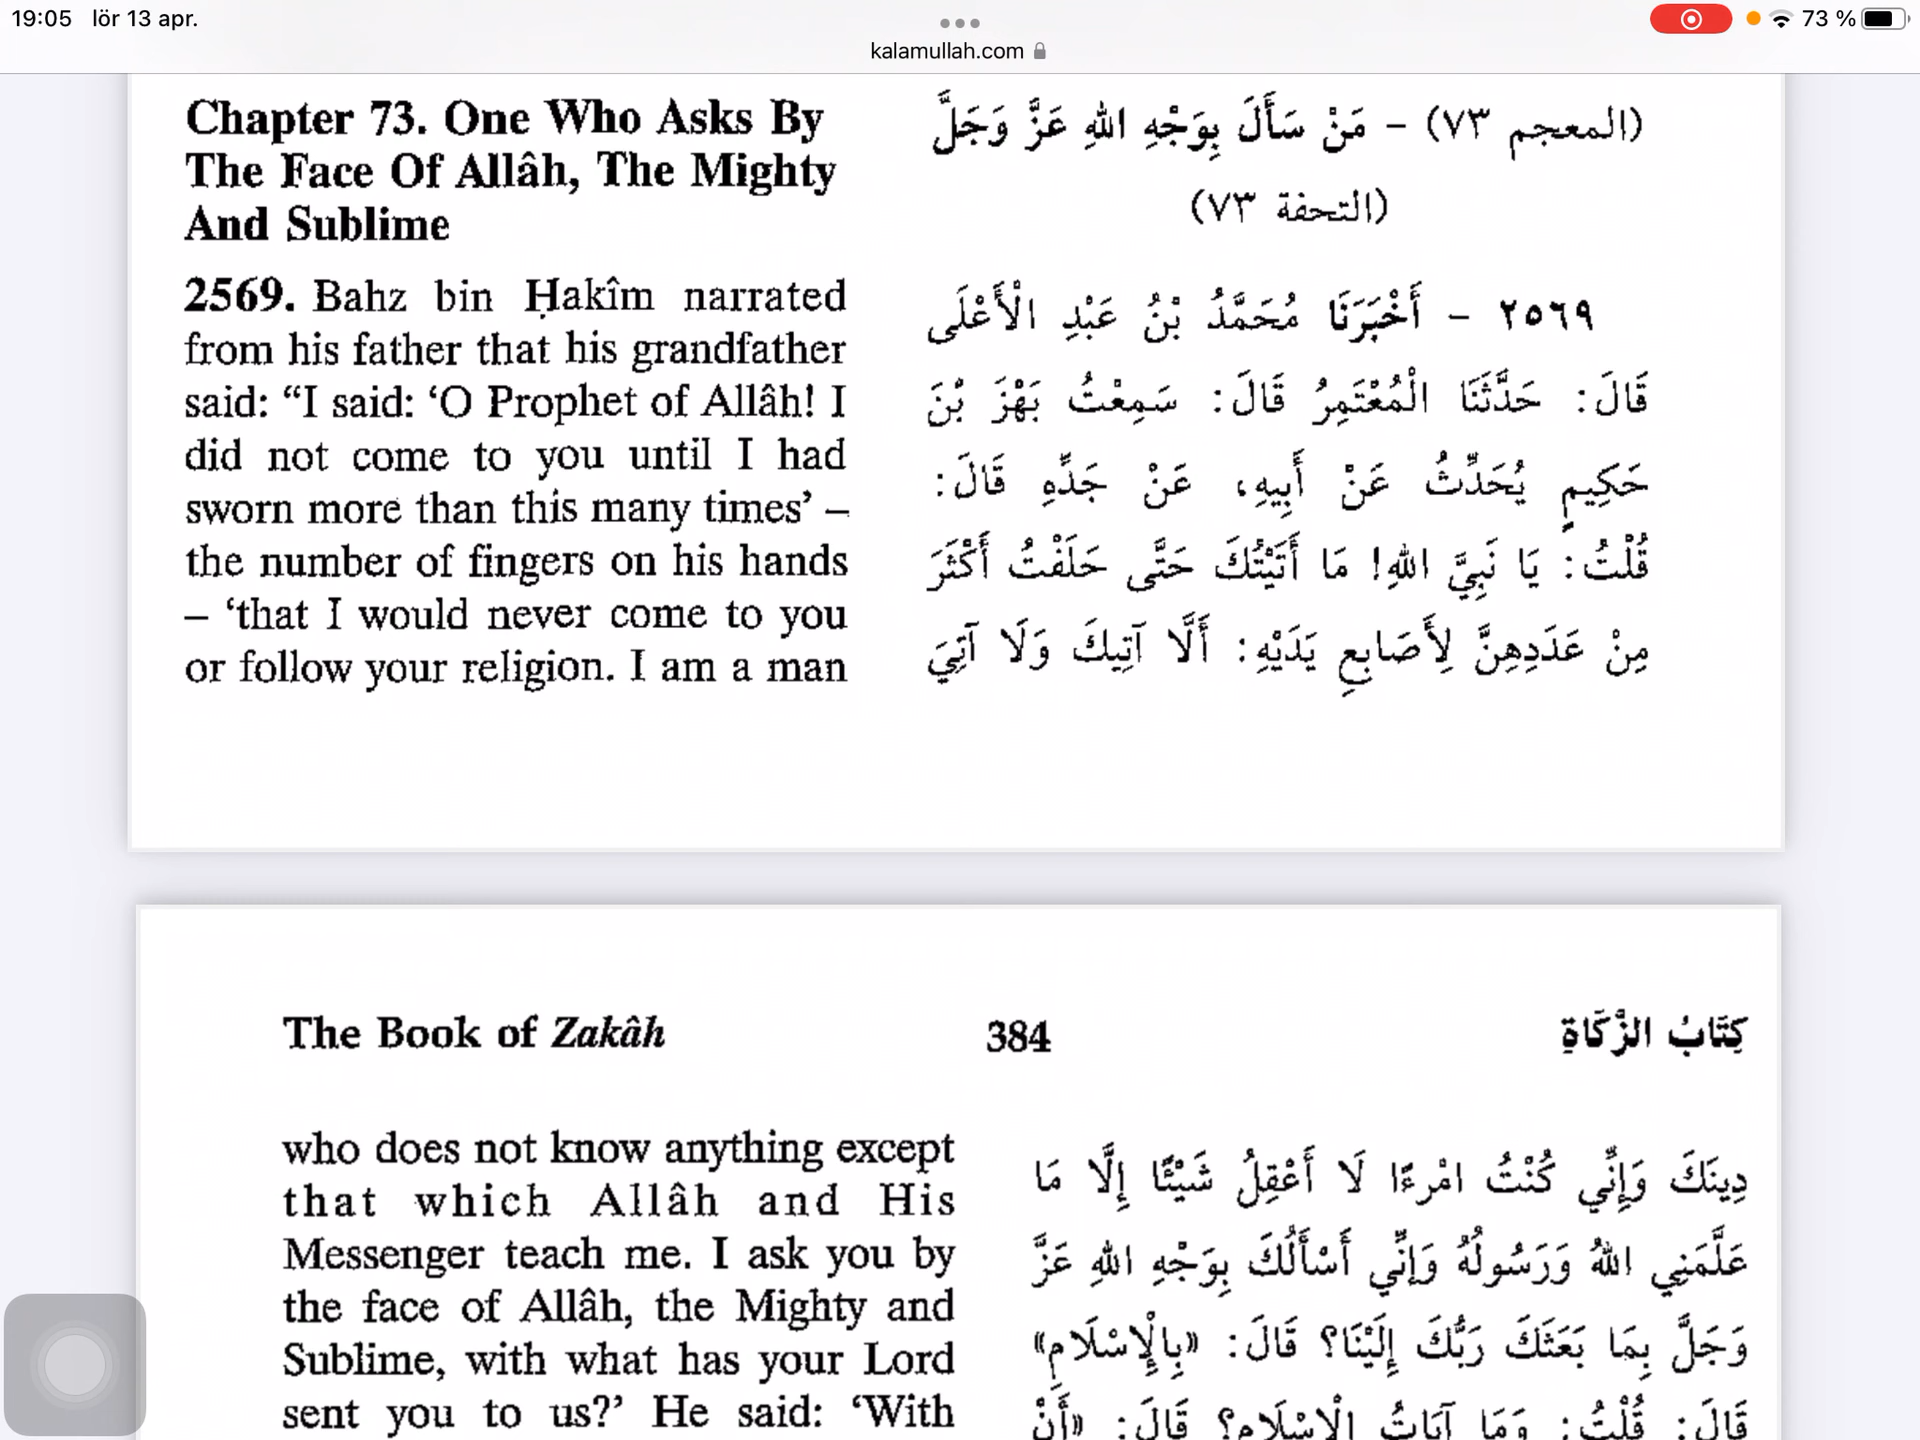 19:05 lör 13 apr.
73 %
kalamullah.com
Chapter 73. One Who Asks By
The Face Of Allâh, The Mighty
And Sublime
(المعجم ٧٣) - مَنْ سَأَلَ بِوَجْهِ اللهِ عَزَّ وَجَلَّ
(التحفة ٧٣)
2569. Bahz bin Ḥakîm narrated
from his father that his grandfather
said: “I said: ‘O Prophet of Allâh! I
did not come to you until I had
sworn more than this many times’ –
the number of fingers on his hands
– ‘that I would never come to you
or follow your religion. I am a man
٢٥٦٩ - أَخْبَرَنَا مُحَمَّدُ بْنُ عَبْدِ الْأَعْلَى
قَالَ: حَدَّثَنَا الْمُعْتَمِرُ قَالَ: سَمِعْتُ بَهْزَ بْنَ
حَكِيمٍ يُحَدِّثُ عَنْ أَبِيهِ، عَنْ جَدِّهِ قَالَ:
قُلْتُ: يَا نَبِيَّ اللهِ! مَا أَتَيْتُكَ حَتَّى حَلَفْتُ أَكْثَرَ
مِنْ عَدَدِهِنَّ لِأَصَابِعِ يَدَيْهِ: أَلَّا آتِيكَ وَلَا آتِيَ
The Book of Zakâh
384
كِتَابُ الزَّكَاةِ
who does not know anything except
that which Allâh and His
Messenger teach me. I ask you by
the face of Allâh, the Mighty and
Sublime, with what has your Lord
sent you to us?’ He said: ‘With
دِينَكَ وَإِنِّي كُنْتُ امْرءًا لَا أَعْقِلُ شَيْئًا إِلَّا مَا
عَلَّمَنِي اللهُ وَرَسُولُهُ وَإِنِّي أَسْأَلُكَ بِوَجْهِ اللهِ عَزَّ
وَجَلَّ بِمَا بَعَثَكَ رَبُّكَ إِلَيْنَا؟ قَالَ: «بِالْإِسْلَامِ»
قَالَ: قُلْتُ: وَمَا آيَاتُ الْإِسْلَامِ؟ قَالَ: «أَنْ